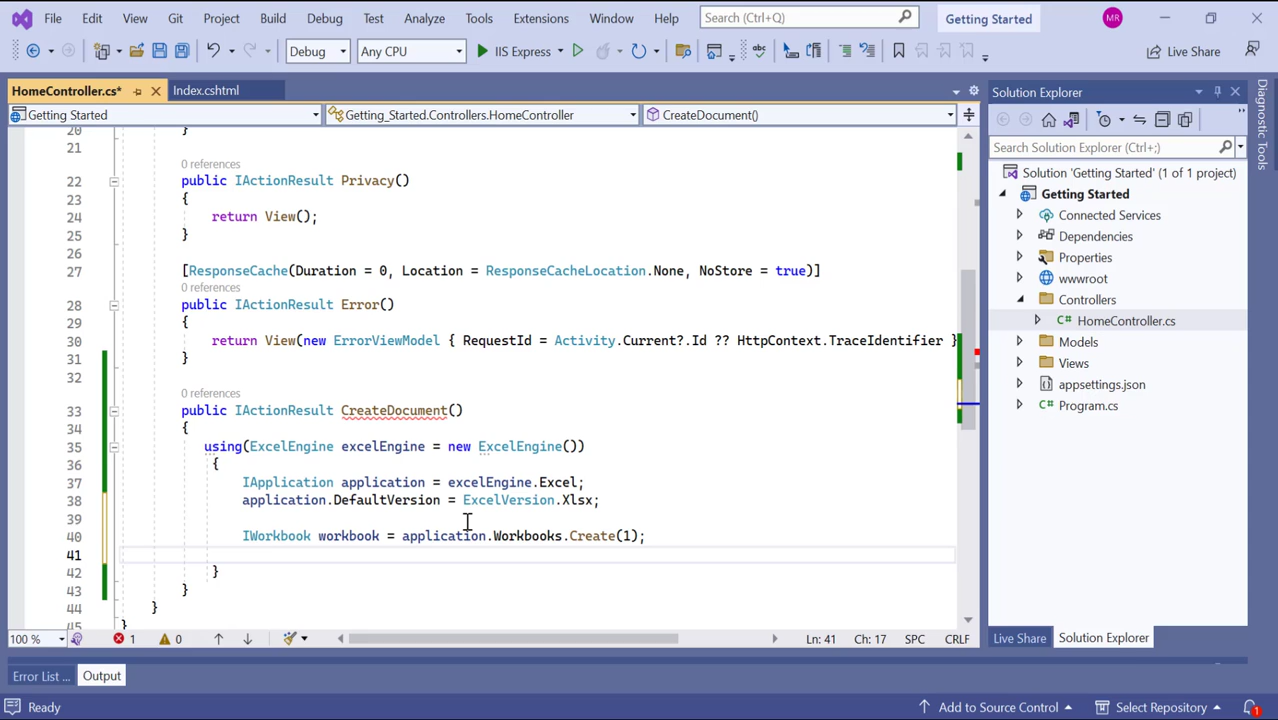 File Edit View Git Project Build Debug Test Analyze Tools Extensions Window Help Search (Ctrl+Q) Getting Started MR
Debug Any CPU IIS Express Live Share
HomeController.cs* Index.cshtml
Getting Started Getting_Started.Controllers.HomeController CreateDocument()
20 }
21
0 references
22 public IActionResult Privacy()
23 {
24 return View();
25 }
26
27 [ResponseCache(Duration = 0, Location = ResponseCacheLocation.None, NoStore = true)]
0 references
28 public IActionResult Error()
29 {
30 return View(new ErrorViewModel { RequestId = Activity.Current?.Id ?? HttpContext.TraceIdentifier }
31 }
32
0 references
33 public IActionResult CreateDocument()
34 {
35 using(ExcelEngine excelEngine = new ExcelEngine())
36 {
37 IApplication application = excelEngine.Excel;
38 application.DefaultVersion = ExcelVersion.Xlsx;
39
40 IWorkbook workbook = application.Workbooks.Create(1);
41
42 }
43 }
44 }
45 }
100 % 1 0 Ln: 41 Ch: 17 SPC CRLF
Error List ... Output
Ready Add to Source Control Select Repository 1
Solution Explorer
Search Solution Explorer (Ctrl+;)
Solution 'Getting Started' (1 of 1 project)
Getting Started
Connected Services
Dependencies
Properties
wwwroot
Controllers
C# HomeController.cs
Models
Views
appsettings.json
C# Program.cs
Live Share Solution Explorer
Diagnostic Tools